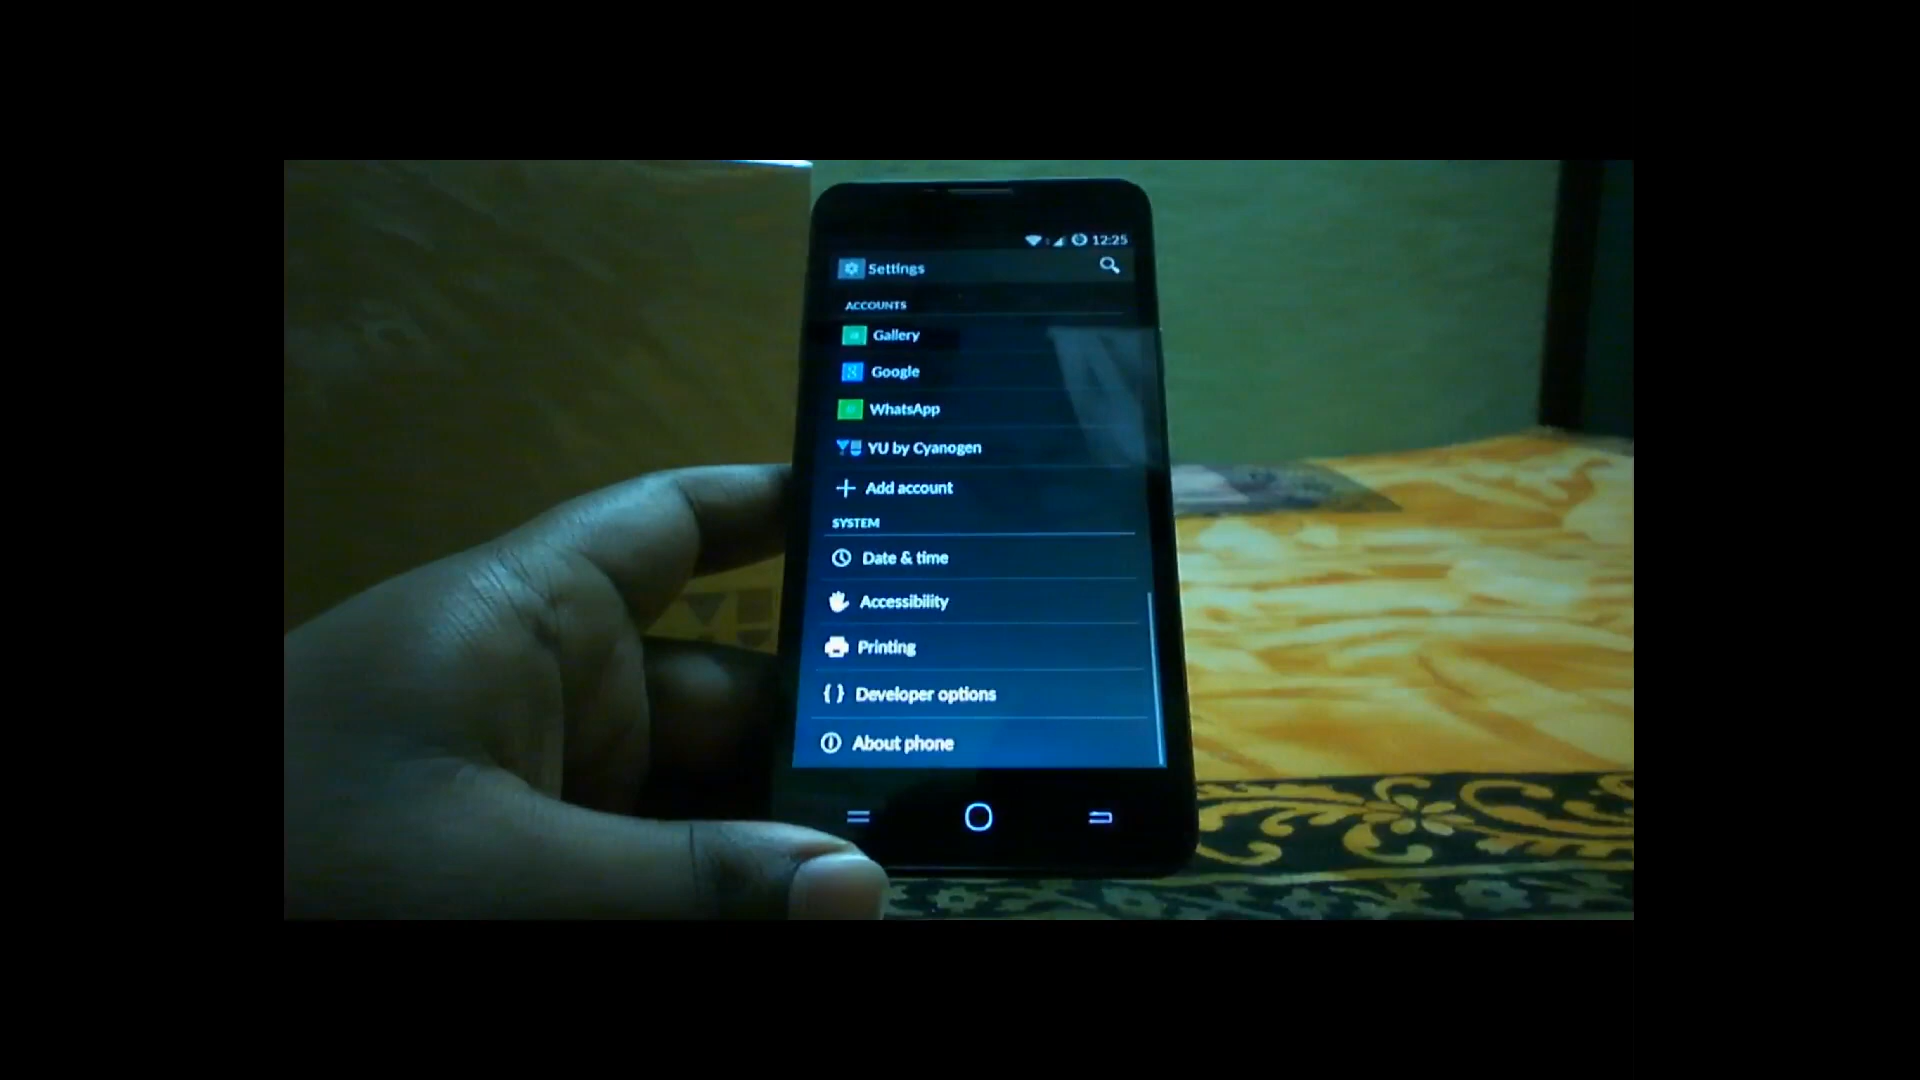 12:25
Settings
ACCOUNTS
Gallery
Google
WhatsApp
YU by Cyanogen
Add account
SYSTEM
Date & time
Accessibility
Printing
{ } Developer options
About phone